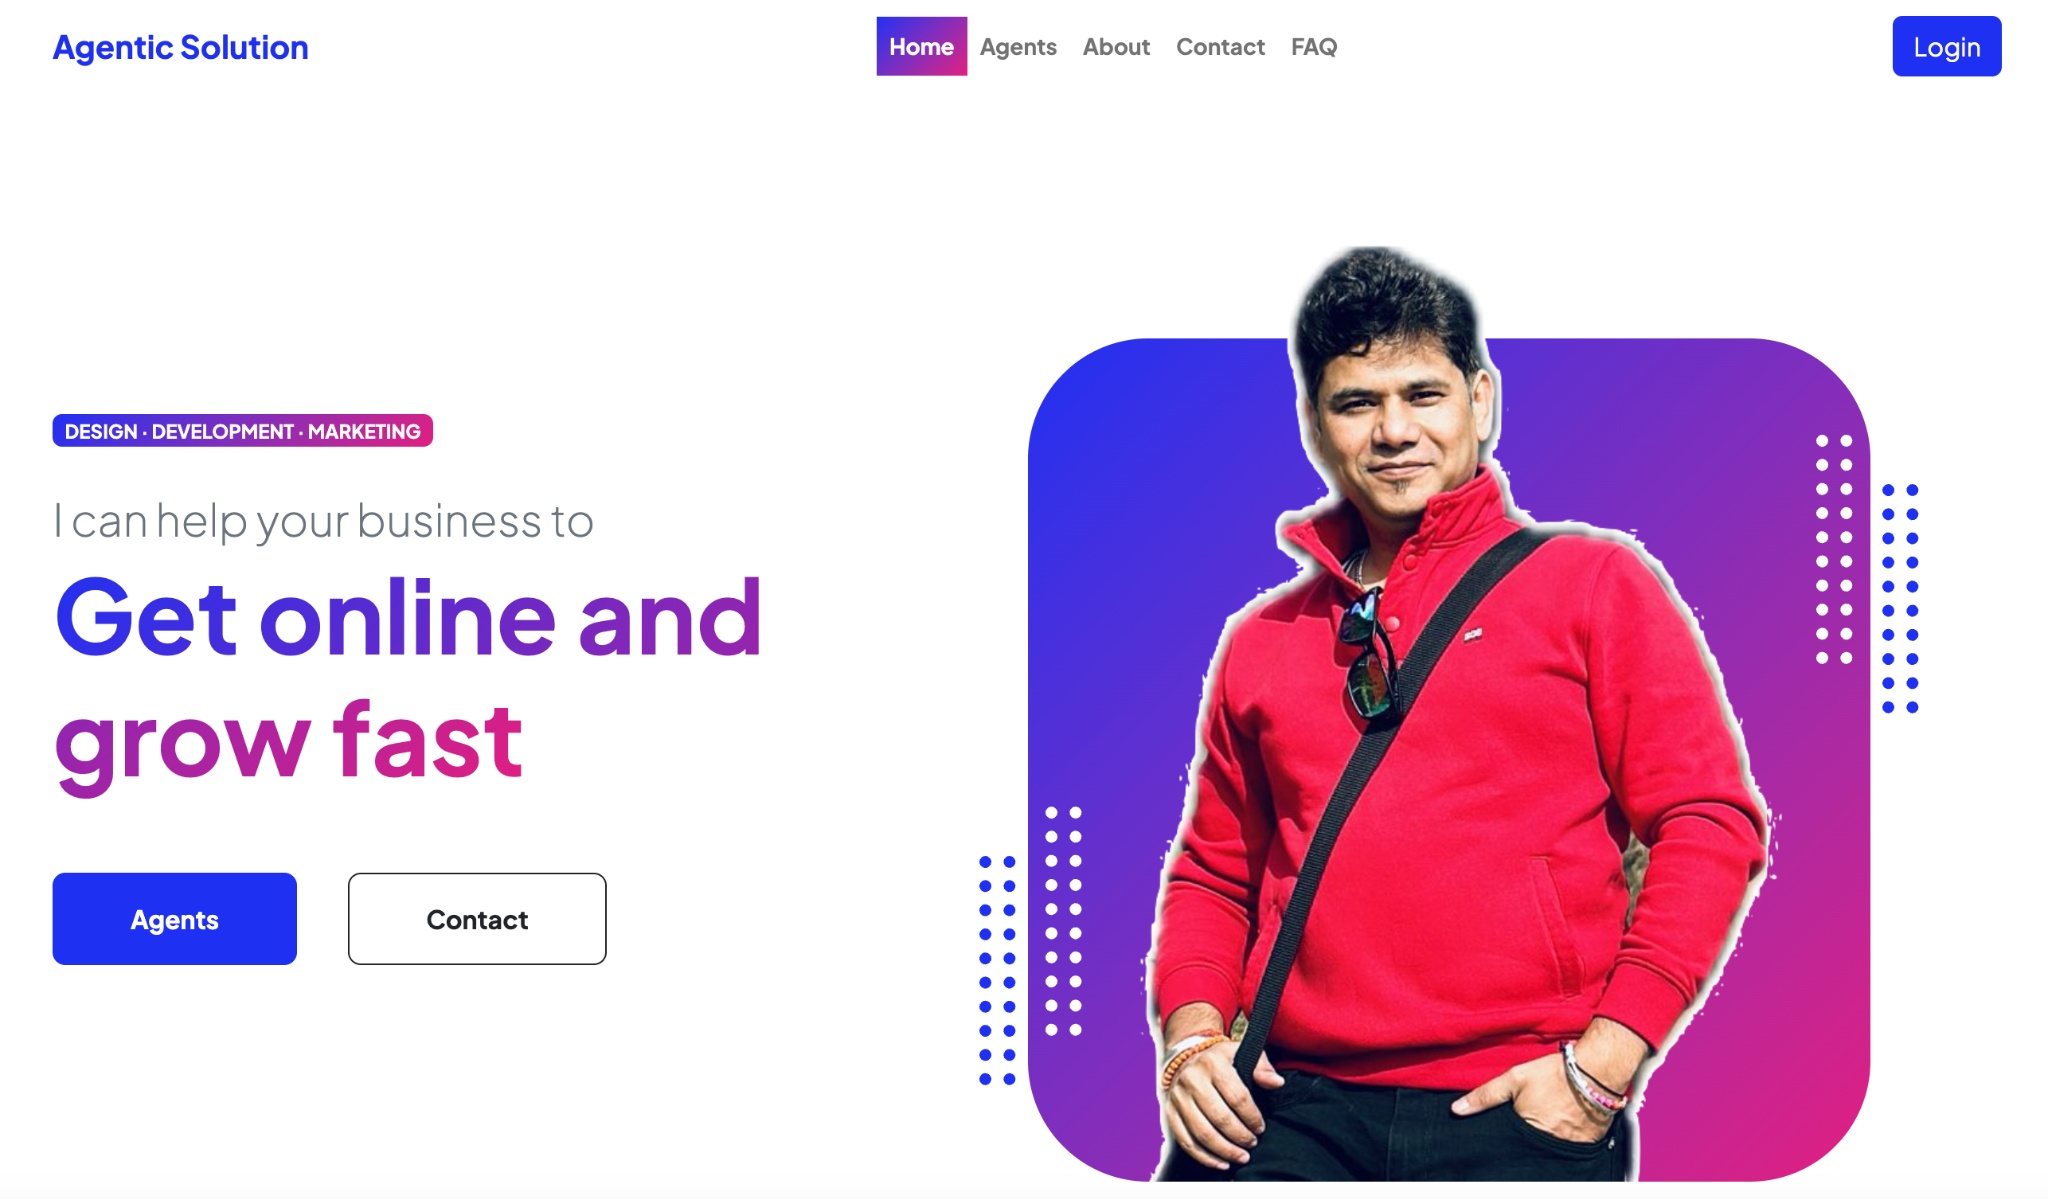 Agentic Solution
Home Agents About Contact FAQ
Login
DESIGN · DEVELOPMENT · MARKETING
I can help your business to
Get online and
grow fast
Agents Contact